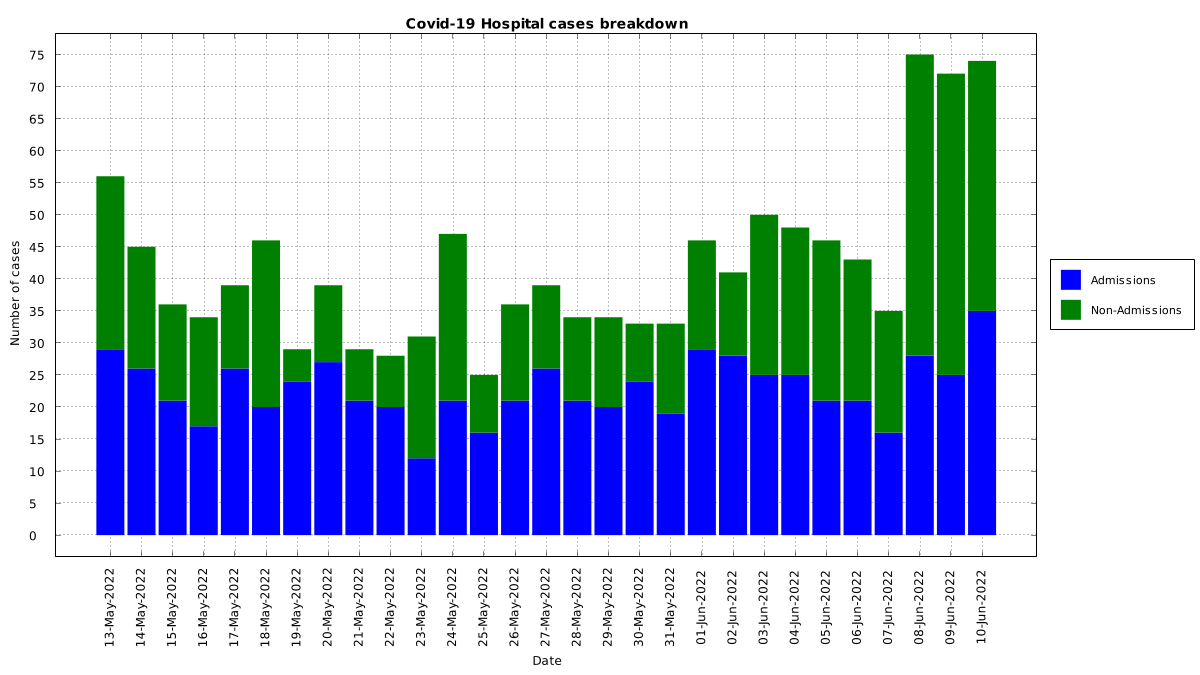 Covid-19 Hospital cases breakdown
75
70
65
60
55
50
45
40
35
30
25
20
15
10
5
0
Number of cases
13-May-2022
14-May-2022
15-May-2022
16-May-2022
17-May-2022
18-May-2022
19-May-2022
20-May-2022
21-May-2022
22-May-2022
23-May-2022
24-May-2022
25-May-2022
26-May-2022
27-May-2022
28-May-2022
29-May-2022
30-May-2022
31-May-2022
01-Jun-2022
02-Jun-2022
03-Jun-2022
04-Jun-2022
05-Jun-2022
06-Jun-2022
07-Jun-2022
08-Jun-2022
09-Jun-2022
10-Jun-2022
Date
Admissions
Non-Admissions